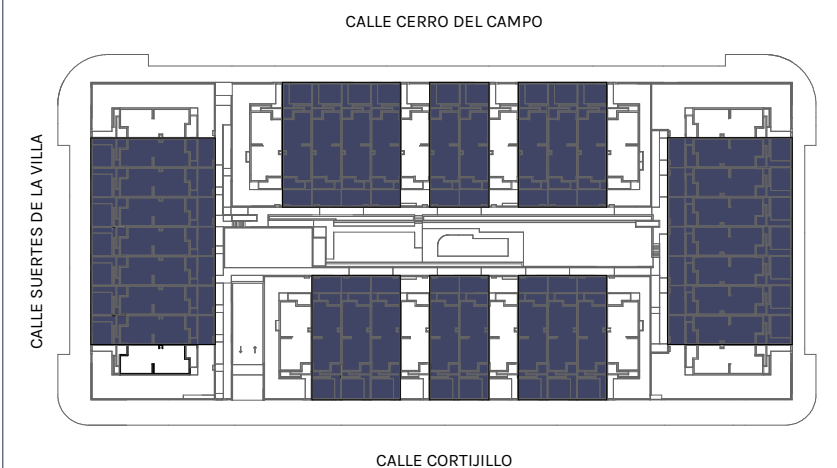 CALLE CERRO DEL CAMPO
CALLE SUERTES DE LA VILLA
CALLE CORTIJILLO